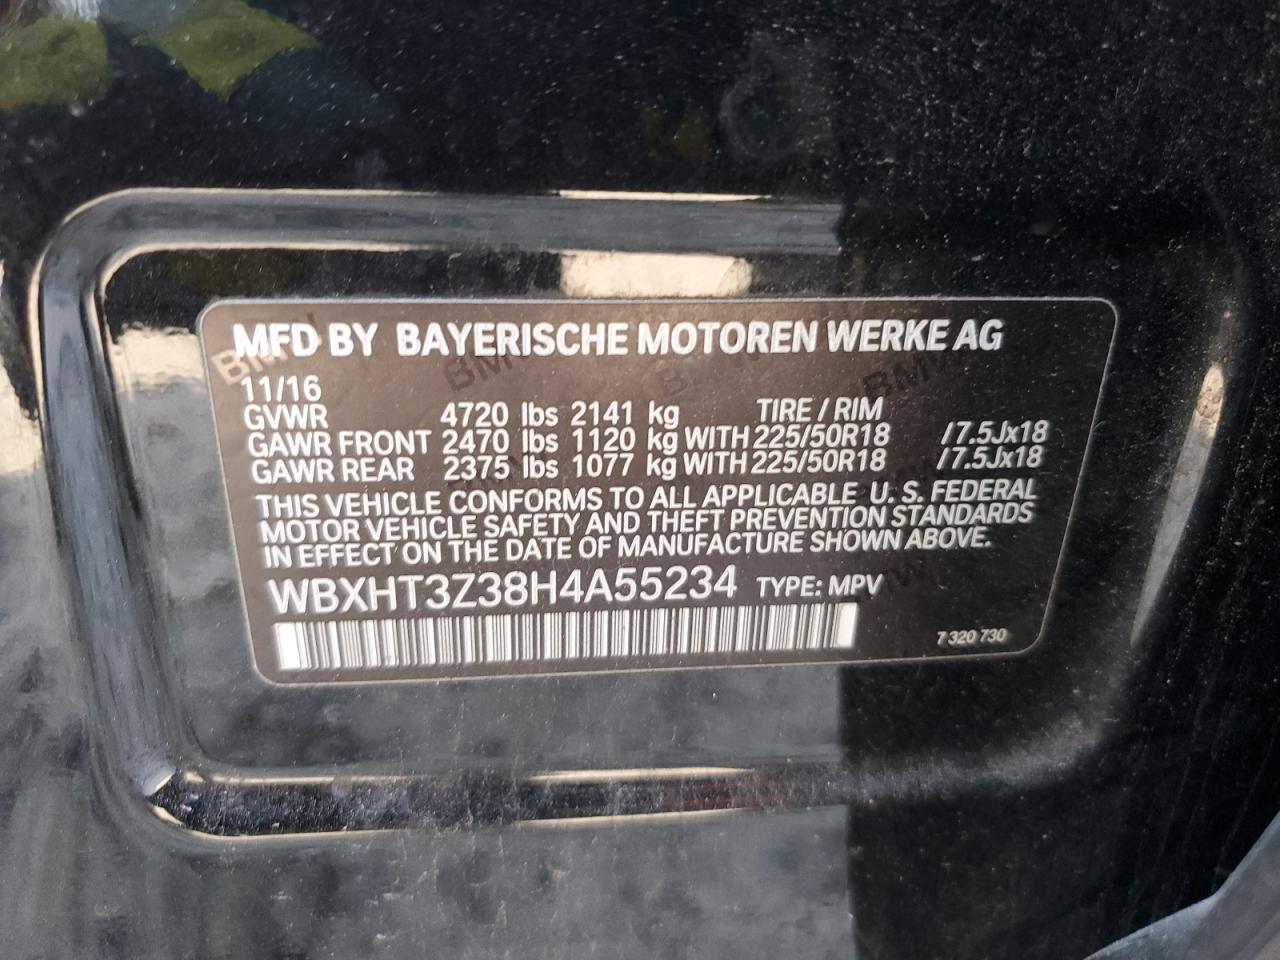 MFD BY BAYERISCHE MOTOREN WERKE AG
11/16
GVWR 4720 lbs 2141 kg TIRE / RIM
GAWR FRONT 2470 lbs 1120 kg WITH 225/50R18 /7.5Jx18
GAWR REAR 2375 lbs 1077 kg WITH 225/50R18 /7.5Jx18
THIS VEHICLE CONFORMS TO ALL APPLICABLE U. S. FEDERAL
MOTOR VEHICLE SAFETY AND THEFT PREVENTION STANDARDS
IN EFFECT ON THE DATE OF MANUFACTURE SHOWN ABOVE.
WBXHT3Z38H4A55234 TYPE: MPV
7 320 730